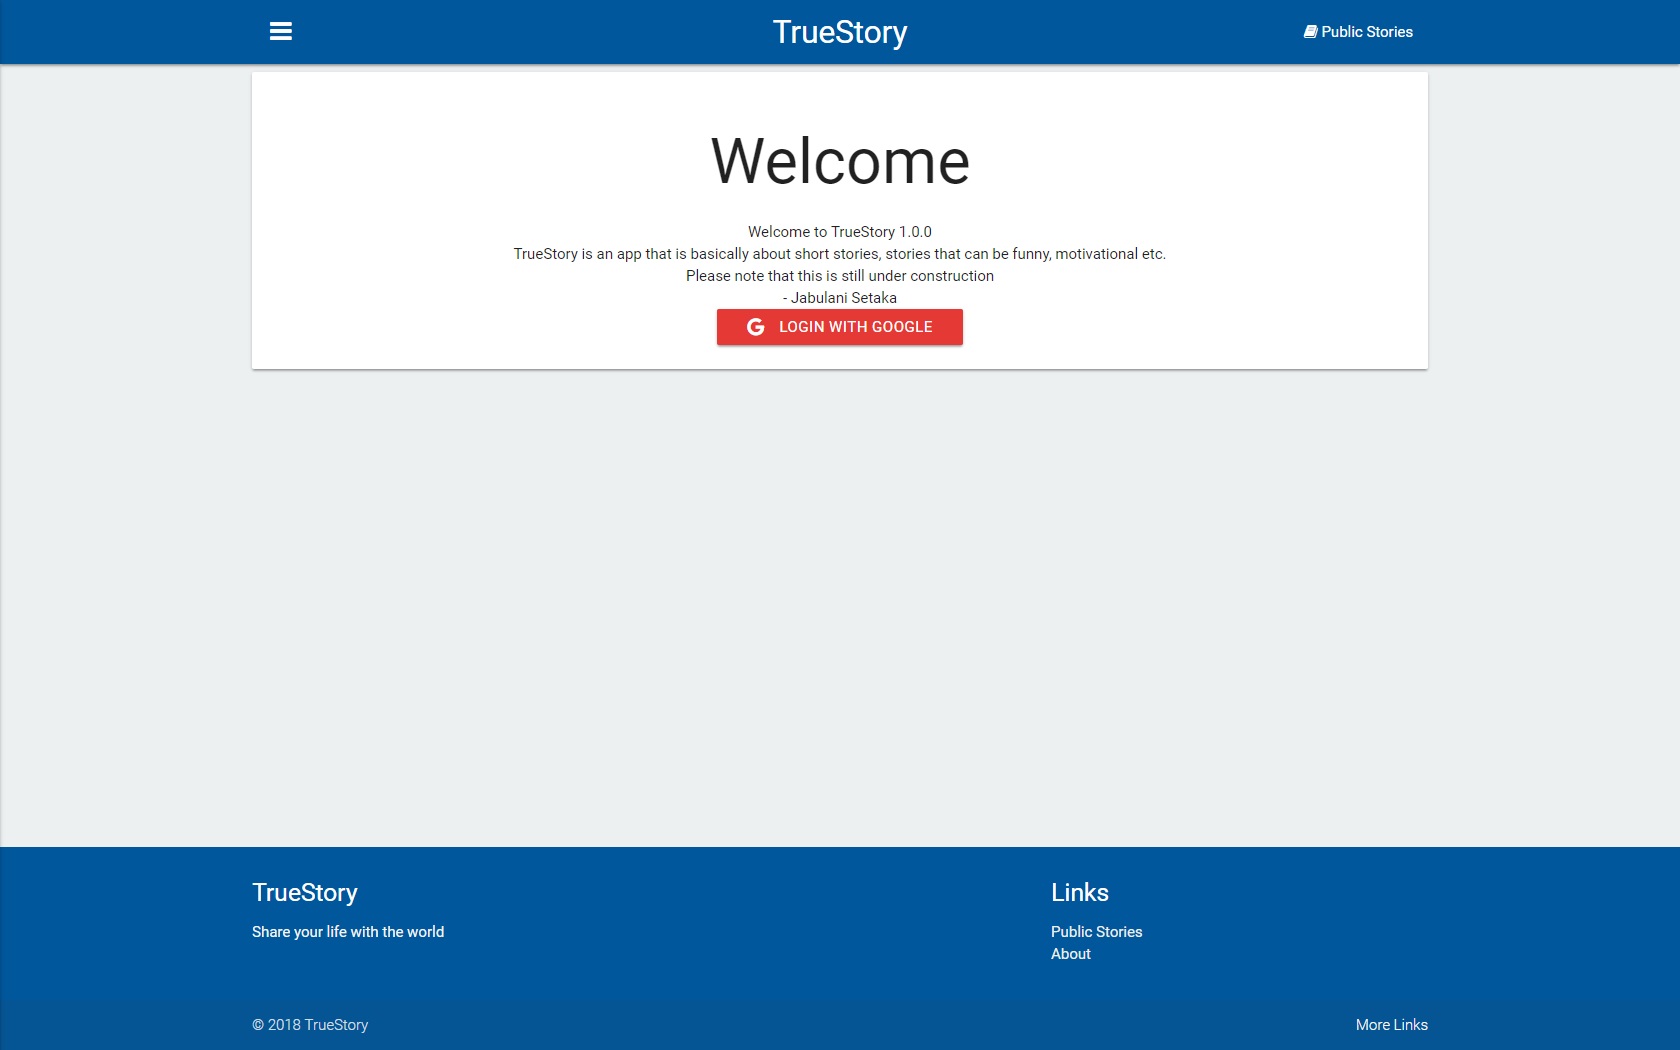 TrueStory
Public Stories
Welcome
Welcome to TrueStory 1.0.0
TrueStory is an app that is basically about short stories, stories that can be funny, motivational etc.
Please note that this is still under construction
- Jabulani Setaka
LOGIN WITH GOOGLE
TrueStory
Share your life with the world
Links
Public Stories
About
© 2018 TrueStory
More Links